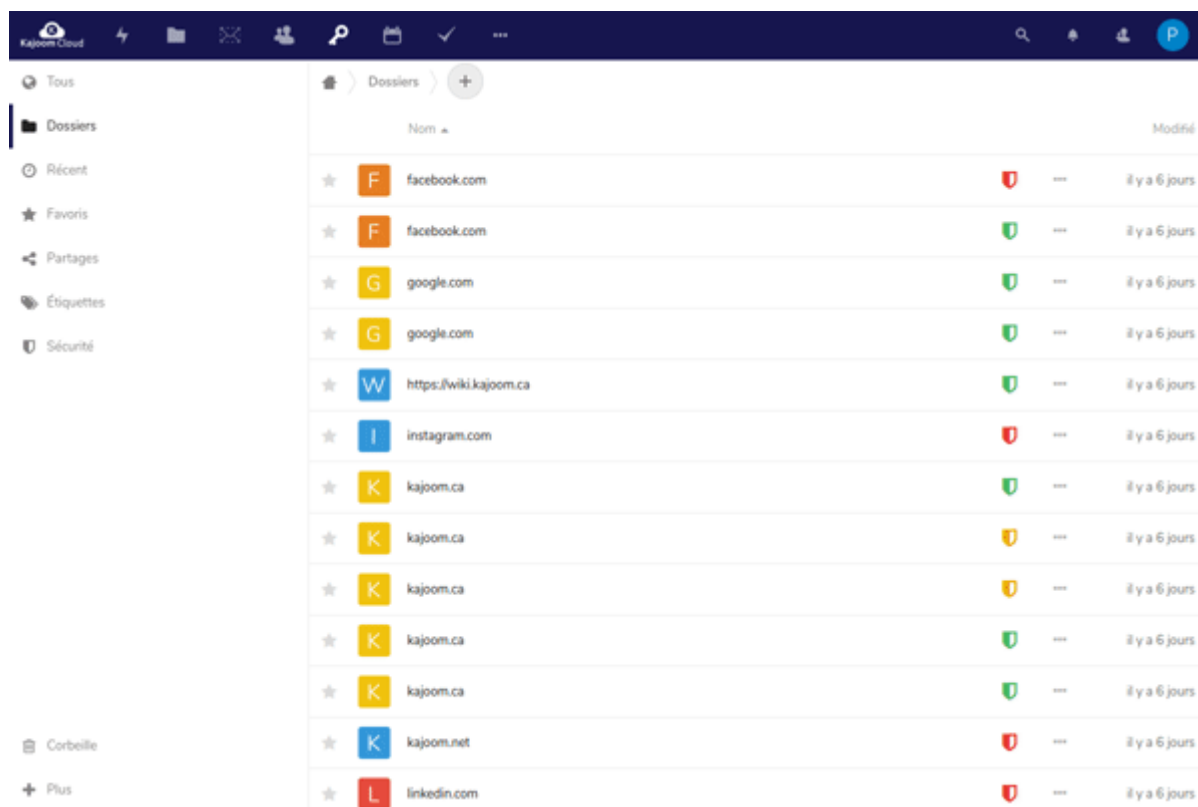 Kajoom Cloud
P
Tous
Dossiers
Récent
Favoris
Partages
Étiquettes
Sécurité
Corbeille
Plus
Dossiers
Nom Modifié
F facebook.com il y a 6 jours
F facebook.com il y a 6 jours
G google.com il y a 6 jours
G google.com il y a 6 jours
W https://wiki.kajoom.ca il y a 6 jours
I instagram.com il y a 6 jours
K kajoom.ca il y a 6 jours
K kajoom.ca il y a 6 jours
K kajoom.ca il y a 6 jours
K kajoom.ca il y a 6 jours
K kajoom.ca il y a 6 jours
K kajoom.net il y a 6 jours
L linkedin.com il y a 6 jours